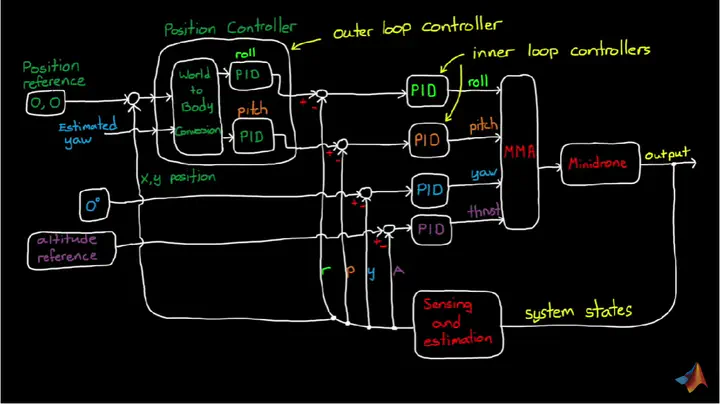 Position Controller
outer loop controller
inner loop controllers
Position
reference
0,0
Estimated
yaw
World
to
Body
Conversion
roll
PID
pitch
PID
x,y position
0°
altitude
reference
+
-
+
-
+
-
+
-
PID
roll
PID
pitch
PID
yaw
PID
thrust
MMA
Minidrone
output
r
p
y
A
Sensing
and
estimation
system states